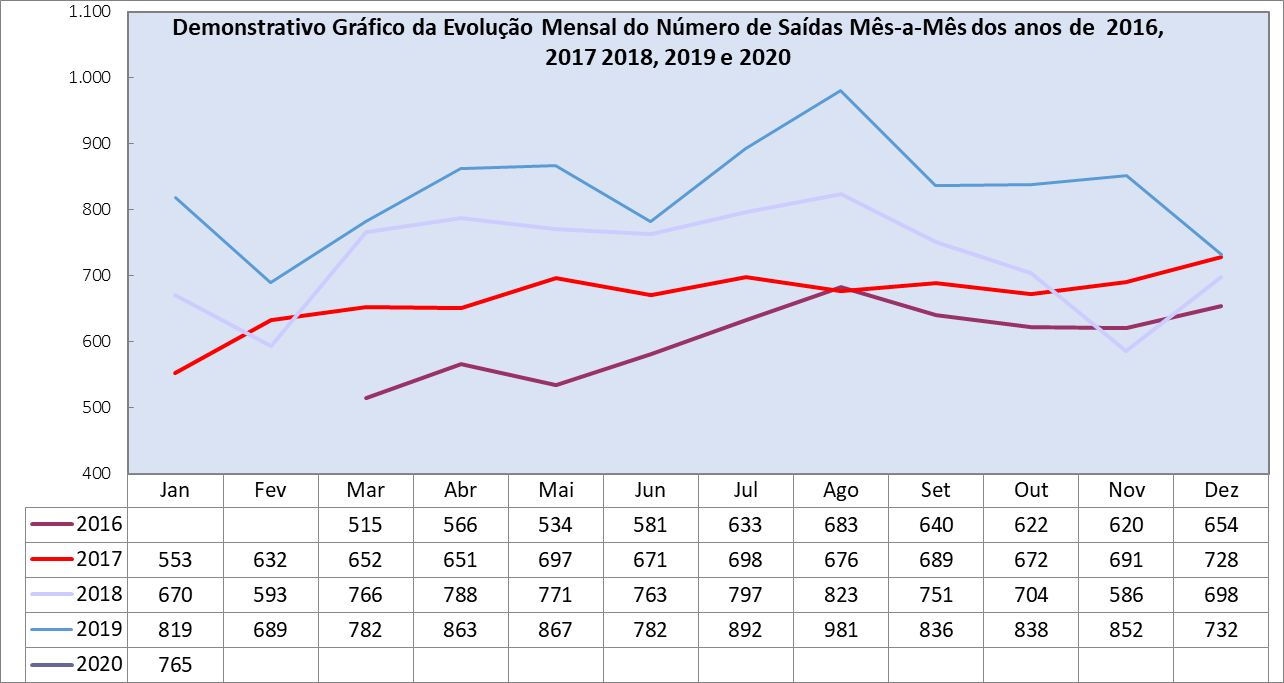 1.100
Demonstrativo Gráfico da Evolução Mensal do Número de Saídas Mês-a-Mês dos anos de 2016,
2017 2018, 2019 e 2020
1.000
900
800
700
600
500
400
Jan Fev Mar Abr Mai Jun Jul Ago Set Out Nov Dez
2016 515 566 534 581 633 683 640 622 620 654
2017 553 632 652 651 697 671 698 676 689 672 691 728
2018 670 593 766 788 771 763 797 823 751 704 586 698
2019 819 689 782 863 867 782 892 981 836 838 852 732
2020 765